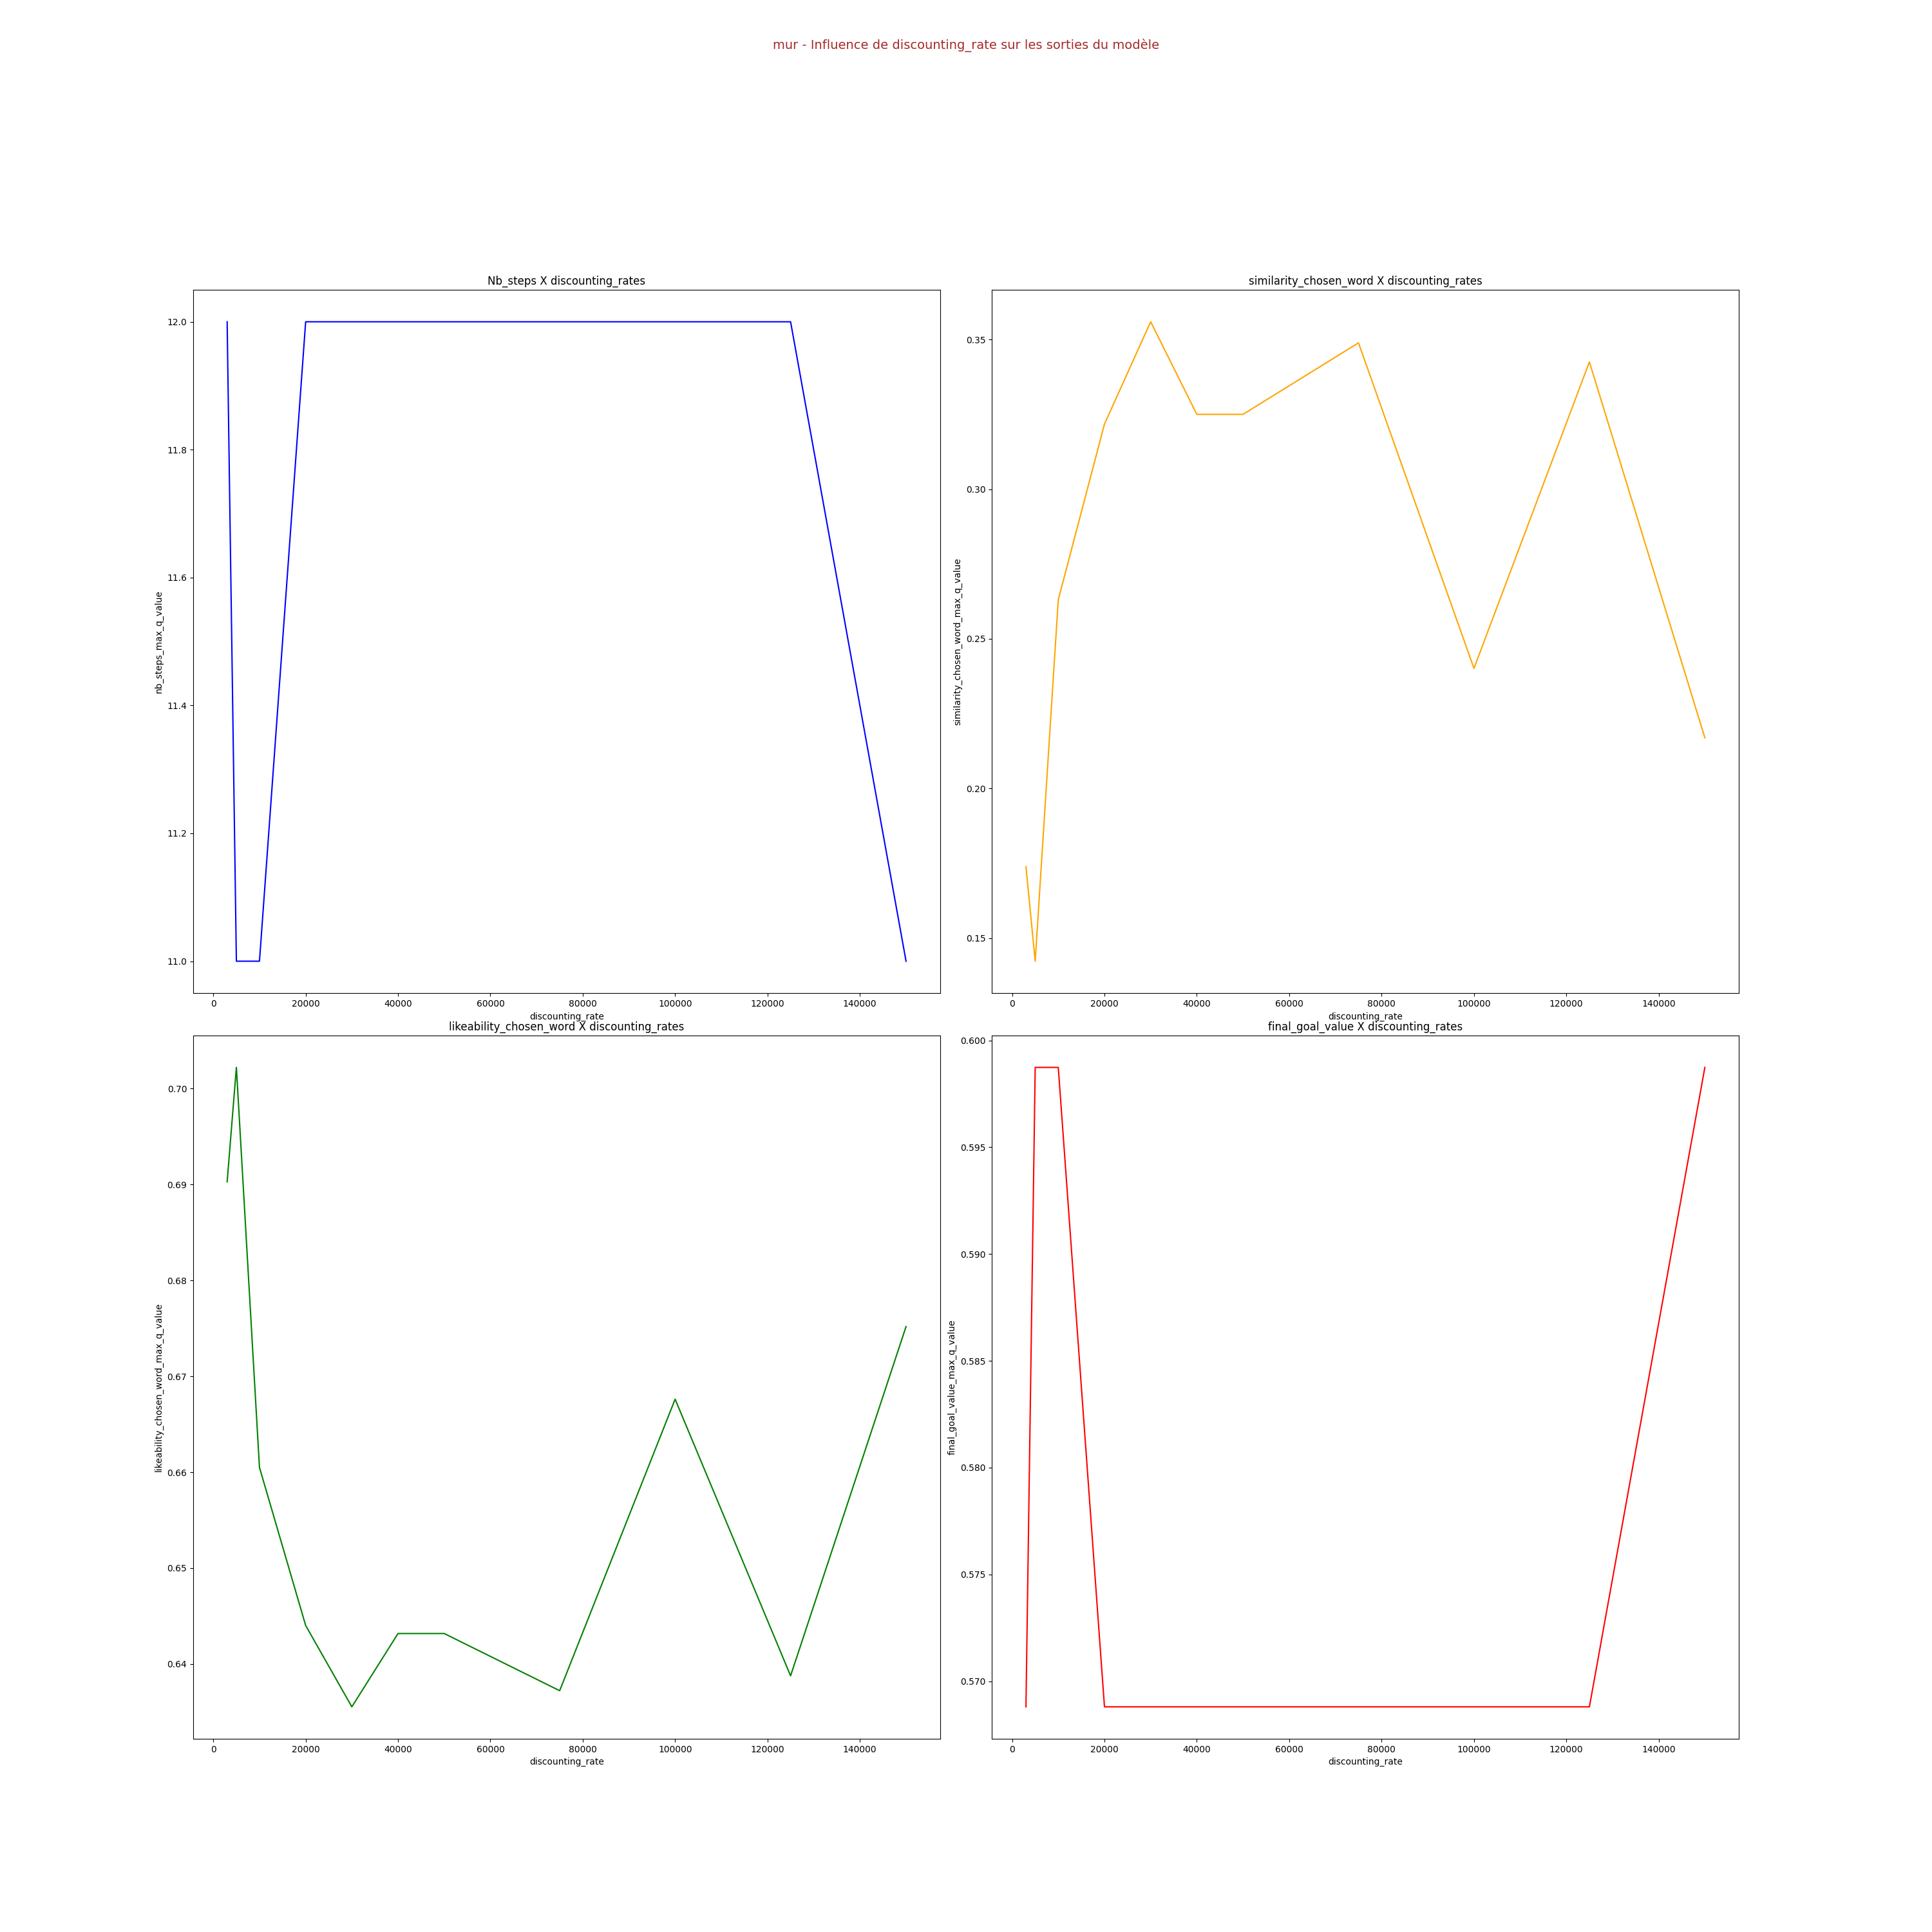 mur - Influence de discounting_rate sur les sorties du modèle
Nb_steps X discounting_rates
12.0
11.8
11.6
11.4
11.2
11.0
nb_steps_max_q_value
0 20000 40000 60000 80000 100000 120000 140000
discounting_rate
similarity_chosen_word X discounting_rates
0.35
0.30
0.25
0.20
0.15
similarity_chosen_word_max_q_value
0 20000 40000 60000 80000 100000 120000 140000
discounting_rate
likeability_chosen_word X discounting_rates
0.70
0.69
0.68
0.67
0.66
0.65
0.64
likeability_chosen_word_max_q_value
0 20000 40000 60000 80000 100000 120000 140000
discounting_rate
final_goal_value X discounting_rates
0.600
0.595
0.590
0.585
0.580
0.575
0.570
final_goal_value_max_q_value
0 20000 40000 60000 80000 100000 120000 140000
discounting_rate